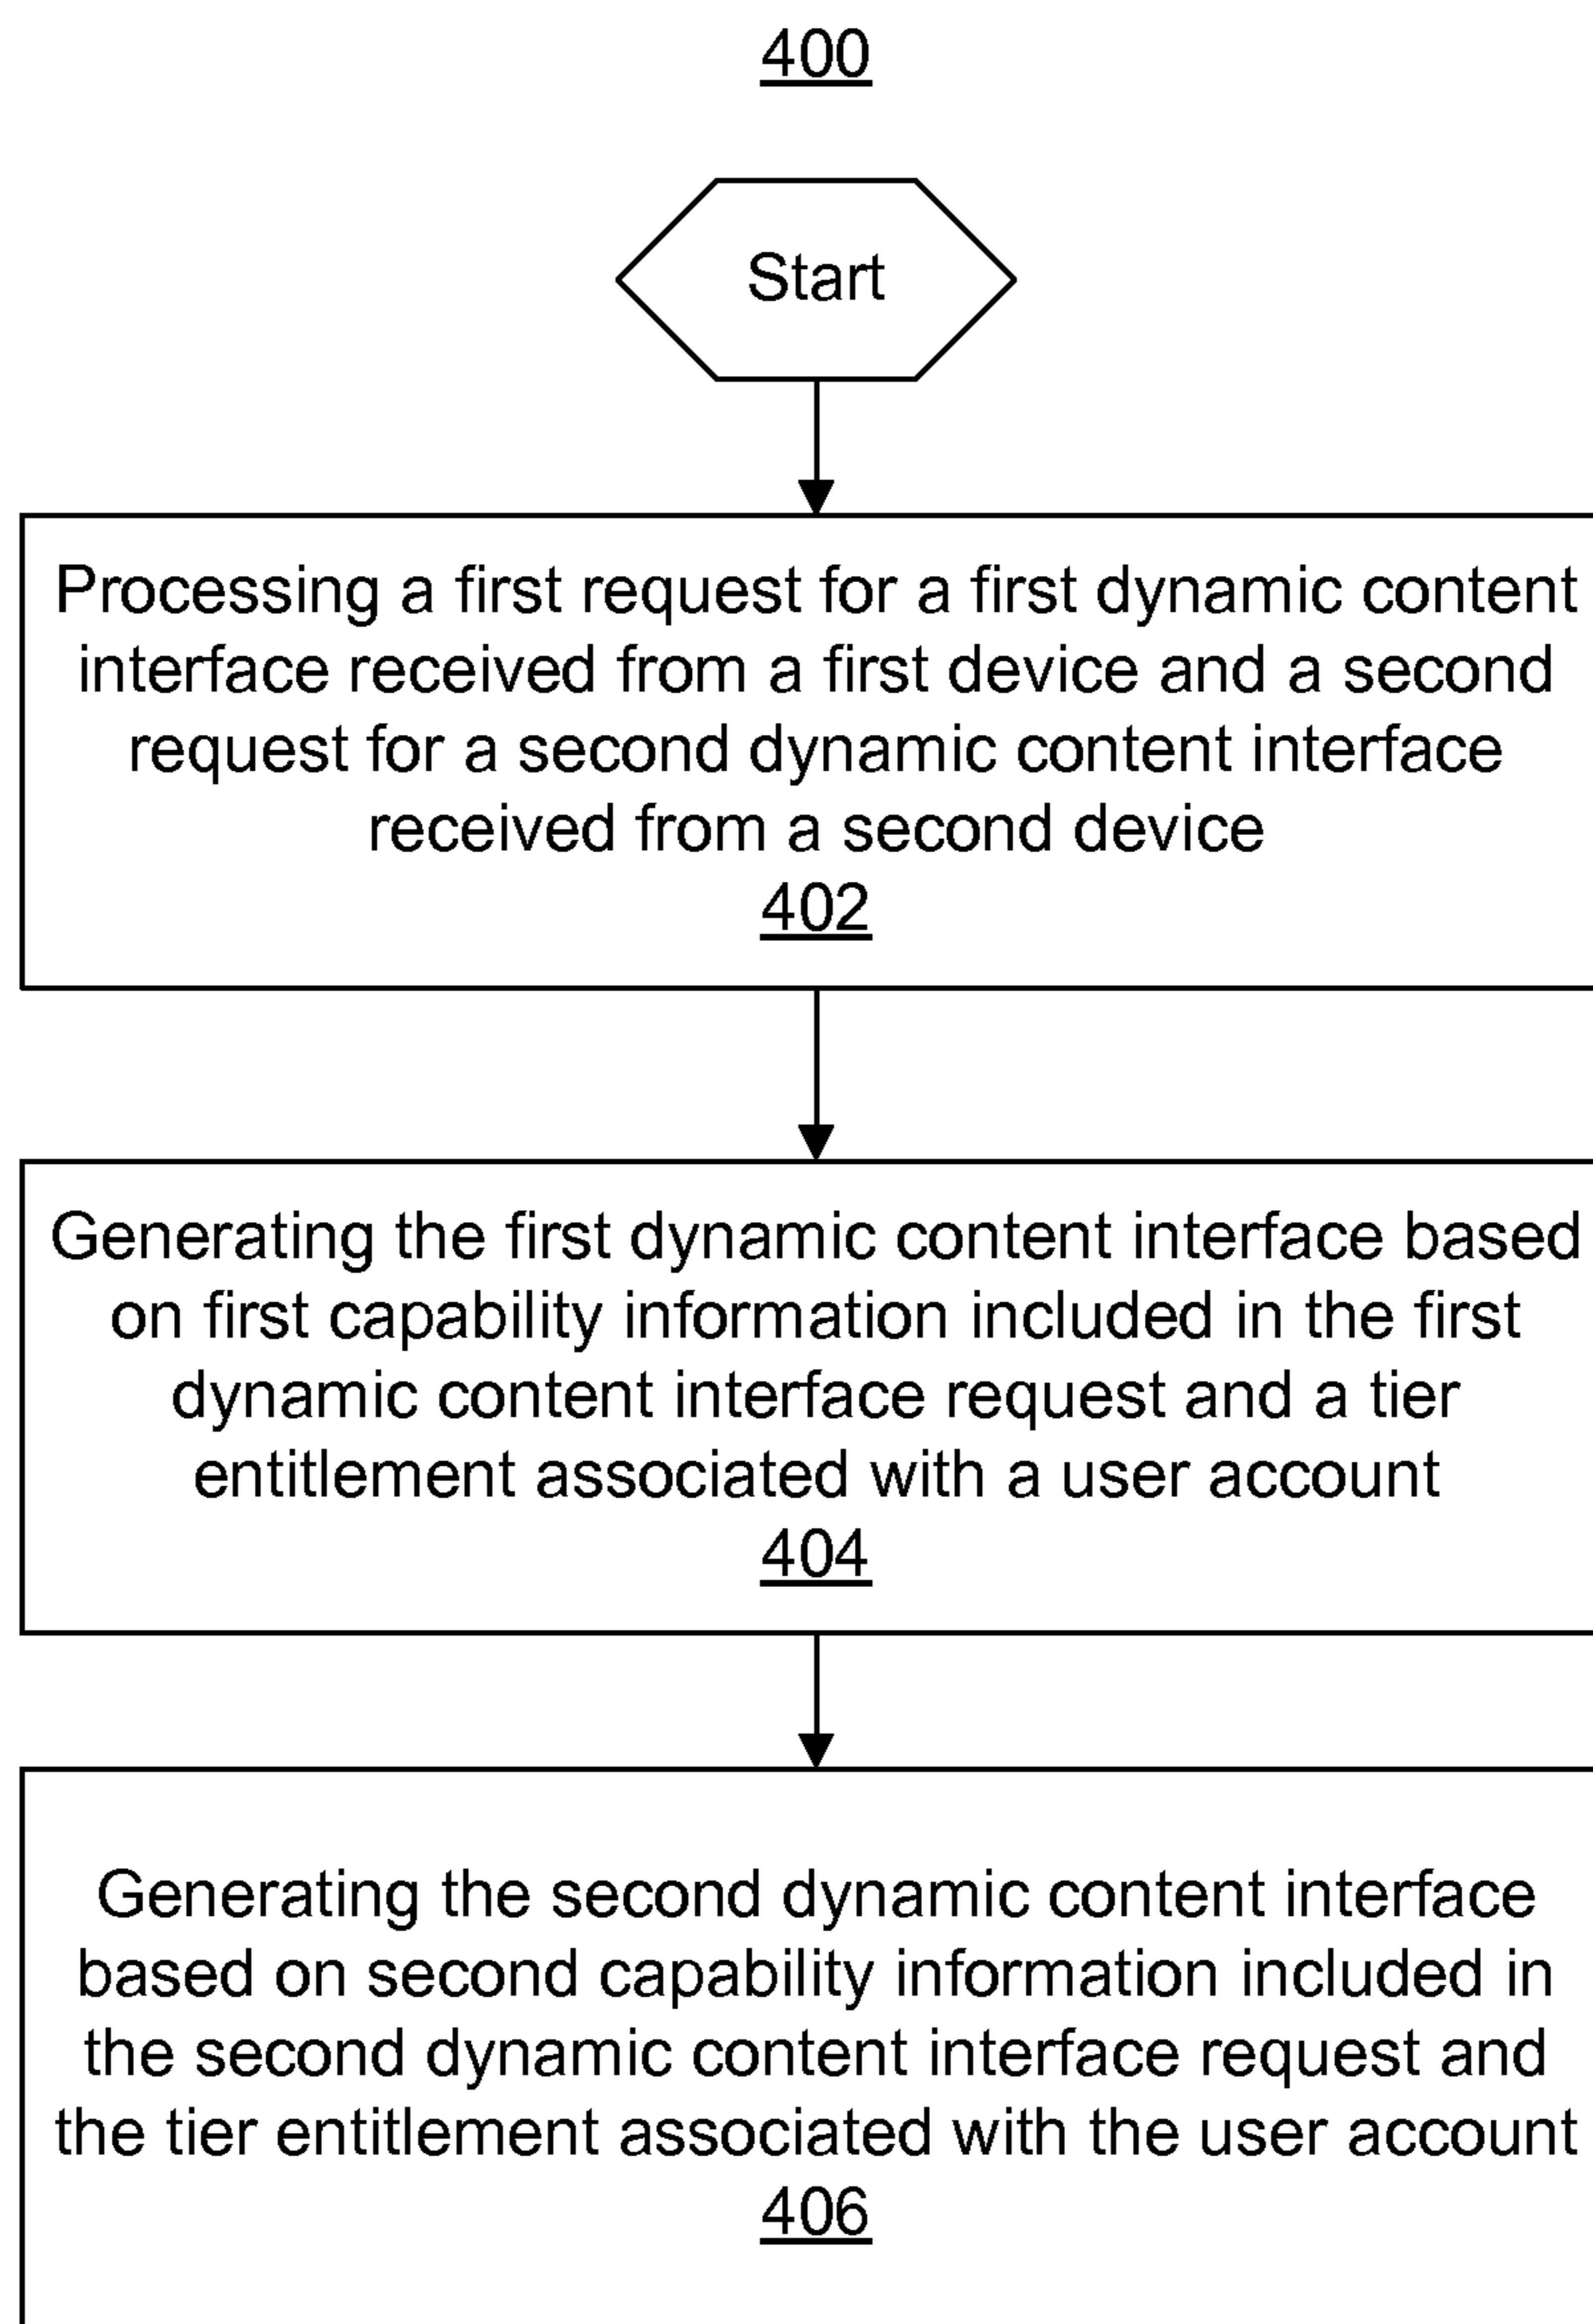 400
Start
Processing a first request for a first dynamic content
interface received from a first device and a second
request for a second dynamic content interface
received from a second device
402
Generating the first dynamic content interface based
on first capability information included in the first
dynamic content interface request and a tier
entitlement associated with a user account
404
Generating the second dynamic content interface
based on second capability information included in
the second dynamic content interface request and
the tier entitlement associated with the user account
406